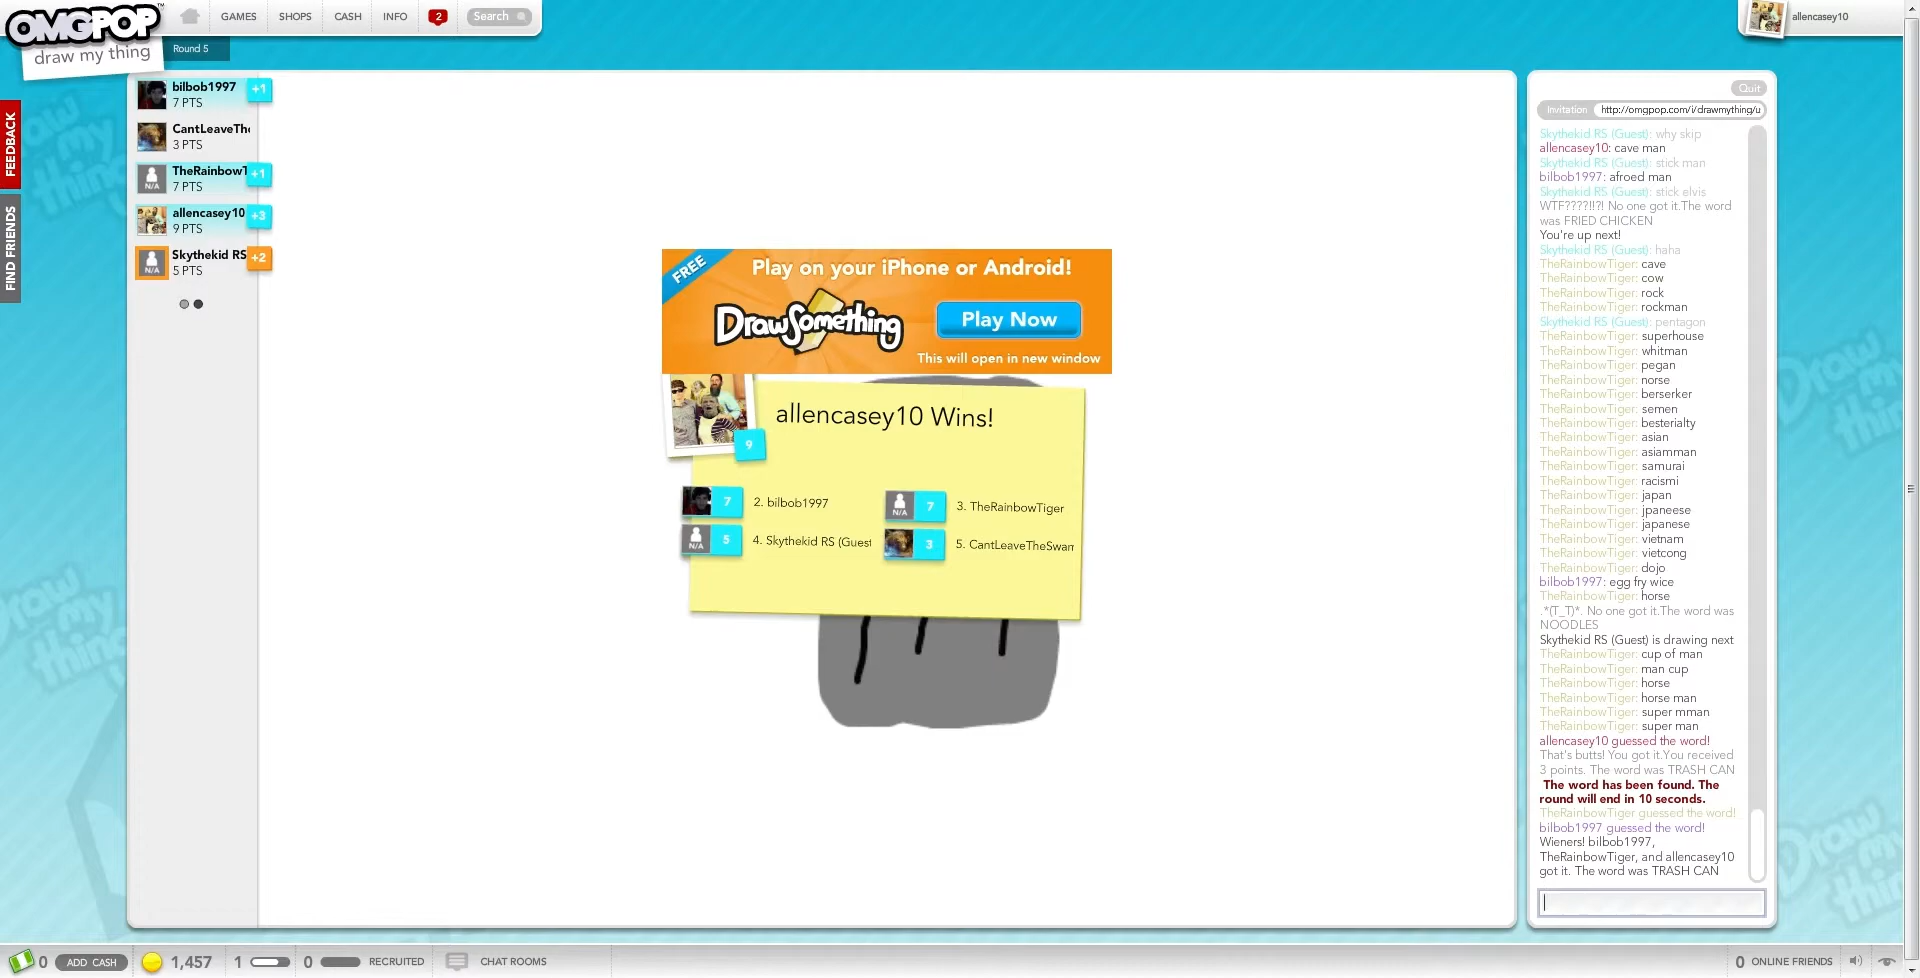 OMGPOP™
draw my thing
GAMES
SHOPS
CASH
INFO
2
Search
allencasey10
Round 5
FEEDBACK
FIND FRIENDS
bilbob1997
7 PTS
+1
CantLeaveThe
3 PTS
TheRainbowT
7 PTS
+1
allencasey10
9 PTS
+3
Skythekid RS
5 PTS
+2
N/A
N/A
FREE
Play on your iPhone or Android!
DrawSomething
Play Now
This will open in new window
allencasey10 Wins!
9
7
2. bilbob1997
N/A
7
3. TheRainbowTiger
N/A
5
4. Skythekid RS (Guest
3
5. CantLeaveTheSwam
Quit
Invitation
http://omgpop.com/i/drawmything/u
Skythekid RS (Guest): why skip
allencasey10: cave man
Skythekid RS (Guest): stick man
bilbob1997: afroed man
Skythekid RS (Guest): stick elvis
WTF????!!?! No one got it.The word
was FRIED CHICKEN
You're up next!
Skythekid RS (Guest): haha
TheRainbowTiger: cave
TheRainbowTiger: cow
TheRainbowTiger: rock
TheRainbowTiger: rockman
Skythekid RS (Guest): pentagon
TheRainbowTiger: superhouse
TheRainbowTiger: whitman
TheRainbowTiger: pegan
TheRainbowTiger: norse
TheRainbowTiger: berserker
TheRainbowTiger: semen
TheRainbowTiger: besterialty
TheRainbowTiger: asian
TheRainbowTiger: asiamman
TheRainbowTiger: samurai
TheRainbowTiger: racismi
TheRainbowTiger: japan
TheRainbowTiger: jpaneese
TheRainbowTiger: japanese
TheRainbowTiger: vietnam
TheRainbowTiger: vietcong
TheRainbowTiger: dojo
bilbob1997: egg fry wice
TheRainbowTiger: horse
.*(T_T)*. No one got it.The word was
NOODLES
Skythekid RS (Guest) is drawing next
TheRainbowTiger: cup of man
TheRainbowTiger: man cup
TheRainbowTiger: horse
TheRainbowTiger: horse man
TheRainbowTiger: super mman
TheRainbowTiger: super man
allencasey10 guessed the word!
That's butts! You got it.You received
3 points. The word was TRASH CAN
The word has been found. The
round will end in 10 seconds.
TheRainbowTiger guessed the word!
bilbob1997 guessed the word!
Wieners! bilbob1997,
TheRainbowTiger, and allencasey10
got it. The word was TRASH CAN
0
ADD CASH
1,457
1
0
RECRUITED
CHAT ROOMS
0 ONLINE FRIENDS